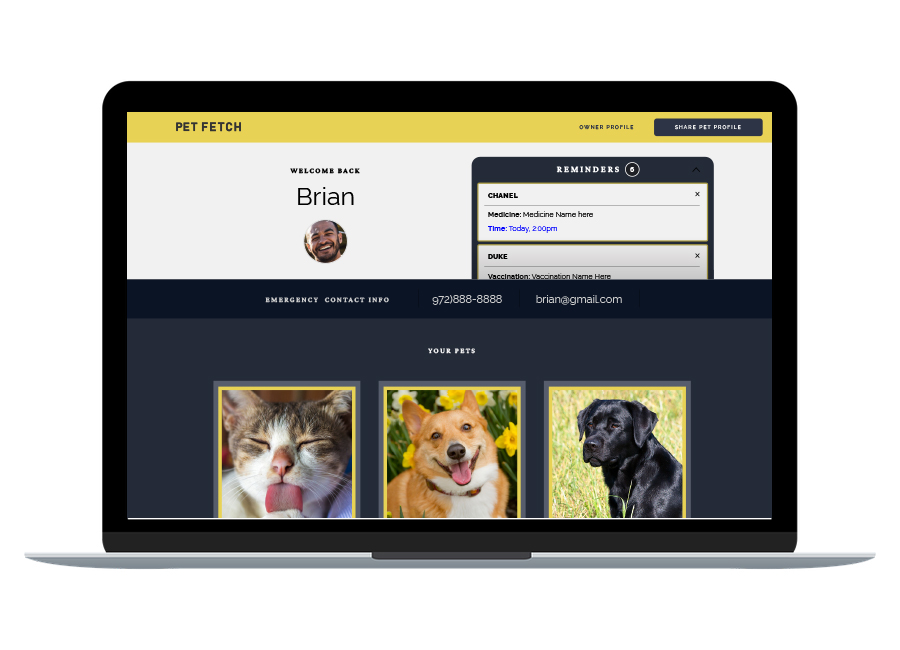 PET FETCH
OWNER PROFILE
SHARE PET PROFILE
WELCOME BACK
Brian
REMINDERS 6
CHANEL ×
Medicine: Medicine Name here
Time: Today, 2:00pm
DUKE ×
Vaccination: Vaccination Name Here
EMERGENCY CONTACT INFO
972)888-8888
brian@gmail.com
YOUR PETS